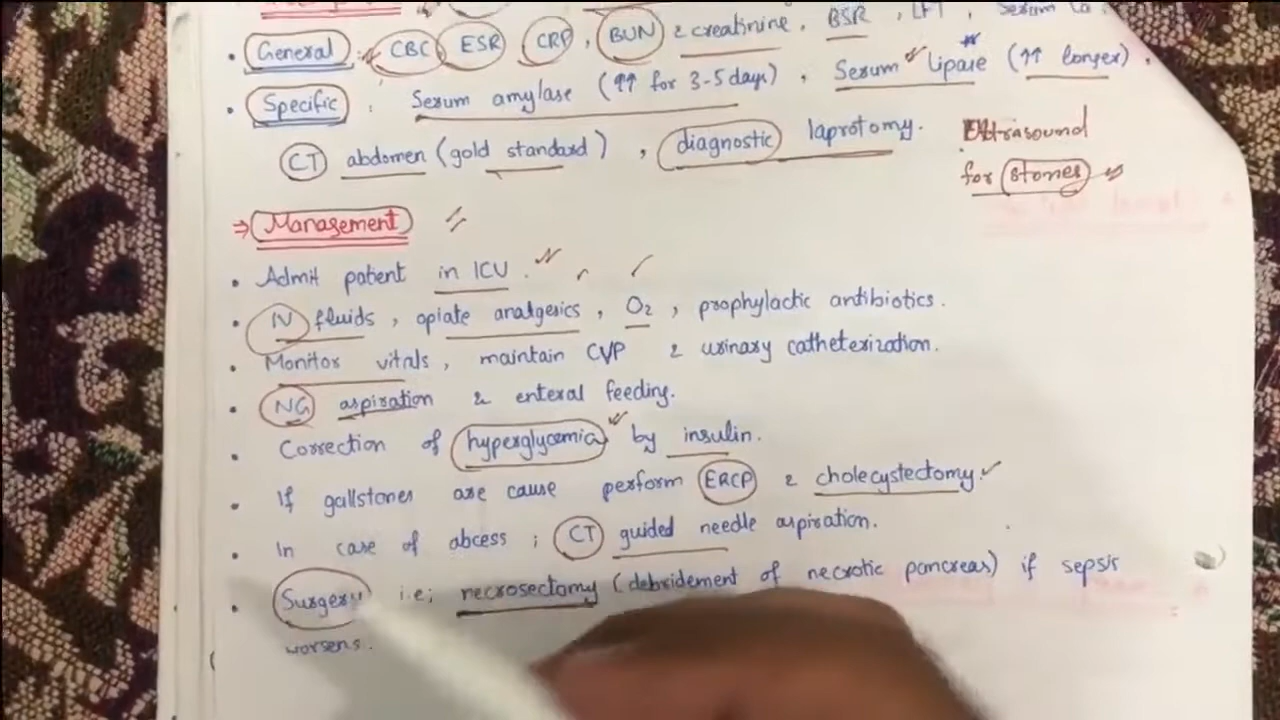 • General : CBC, ESR, CRP, BUN & creatinine, BSR, LFT, Serum Ca
• Specific : Serum amylase (↑↑ for 3-5 days), Serum lipase (↑↑ longer).
CT abdomen (gold standard), diagnostic laprotomy.
Ultrasound
for stones
⇒ Management
• Admit patient in ICU.
• IV fluids, opiate analgesics, O2, prophylactic antibiotics.
• Monitor vitals, maintain CVP & urinary catheterization.
• NG aspiration & enteral feeding.
• Correction of hyperglycemia by insulin.
• If gallstones are cause perform ERCP & cholecystectomy.
• In case of abcess ; CT guided needle aspiration.
• Surgery i.e; necrosectomy (debridement of necrotic pancreas) if sepsis
worsens.